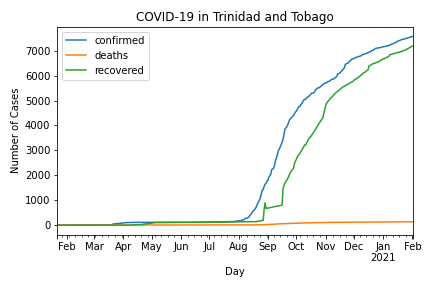 COVID-19 in Trinidad and Tobago
confirmed
deaths
recovered
Number of Cases
7000
6000
5000
4000
3000
2000
1000
0
Feb Mar Apr May Jun Jul Aug Sep Oct Nov Dec Jan Feb
2021
Day